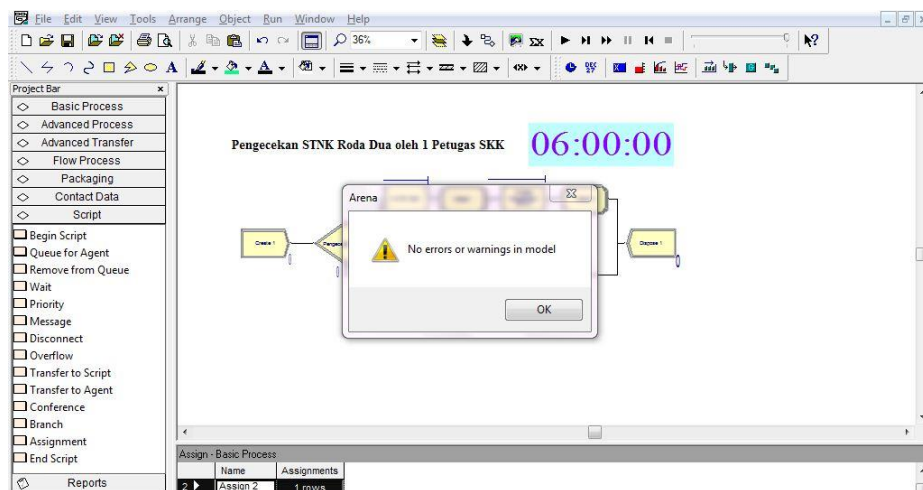 File Edit View Tools Arrange Object Run Window Help
36%
Project Bar
Basic Process
Advanced Process
Advanced Transfer
Flow Process
Packaging
Contact Data
Script
Begin Script
Queue for Agent
Remove from Queue
Wait
Priority
Message
Disconnect
Overflow
Transfer to Script
Transfer to Agent
Conference
Branch
Assignment
End Script
Reports
Pengecekan STNK Roda Dua oleh 1 Petugas SKK
06:00:00
Arena
No errors or warnings in model
OK
Create 1
Dispose 1
Assign - Basic Process
Name Assignments
2 Assign 2 1 rows